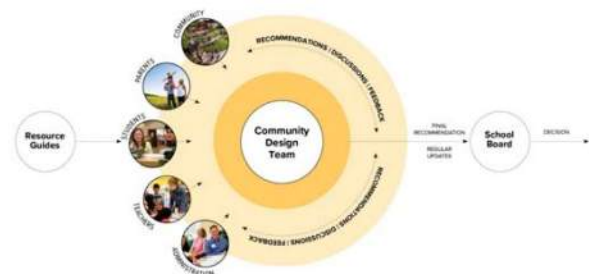 COMMUNITY
PARENTS
STUDENTS
TEACHERS
ADMINISTRATION
Resource
Guides
RECOMMENDATIONS | DISCUSSIONS | FEEDBACK
Community
Design
Team
RECOMMENDATIONS | DISCUSSIONS | FEEDBACK
FINAL
RECOMMENDATION
REGULAR
UPDATES
School
Board
DECISION